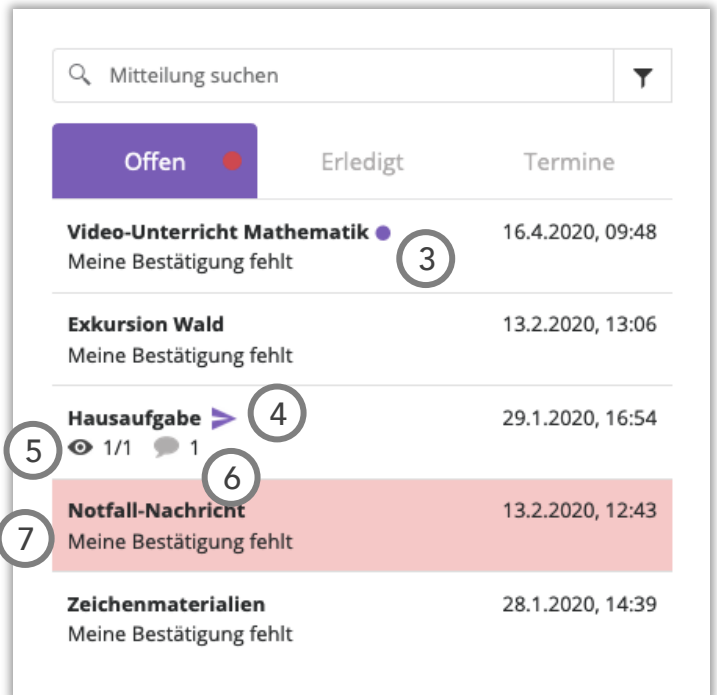 Mitteilung suchen
Offen Erledigt Termine
Video-Unterricht Mathematik 16.4.2020, 09:48
Meine Bestätigung fehlt
3
Exkursion Wald 13.2.2020, 13:06
Meine Bestätigung fehlt
Hausaufgabe 4 29.1.2020, 16:54
5 1/1 1
6
Notfall-Nachricht 13.2.2020, 12:43
7 Meine Bestätigung fehlt
Zeichenmaterialien 28.1.2020, 14:39
Meine Bestätigung fehlt